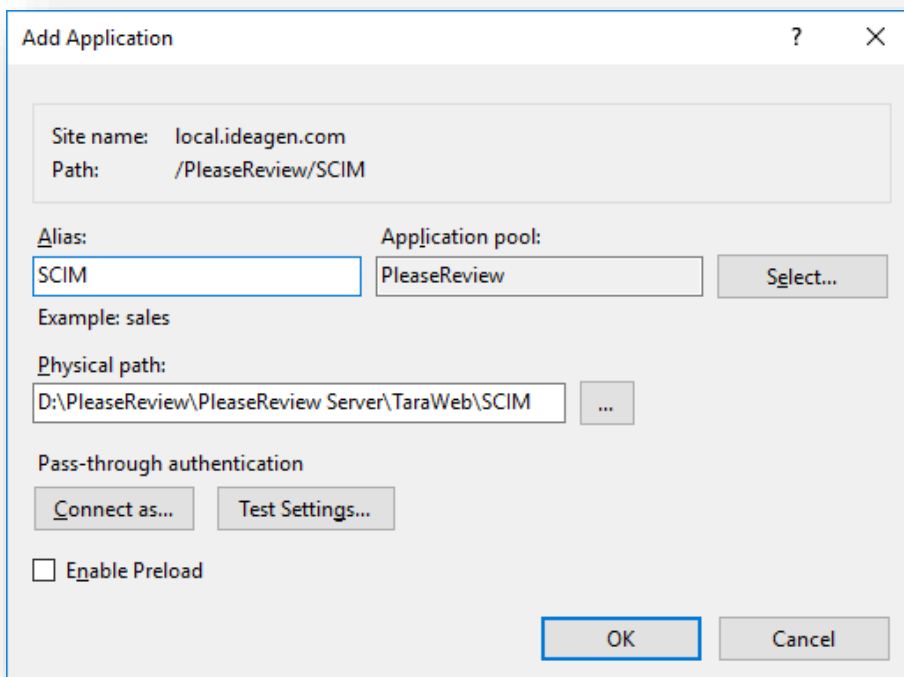 Add Application
?
Site name: local.ideagen.com
Path: /PleaseReview/SCIM
Alias: Application pool:
SCIM PleaseReview Select...
Example: sales
Physical path:
D:\PleaseReview\PleaseReview Server\TaraWeb\SCIM ...
Pass-through authentication
Connect as... Test Settings...
Enable Preload
OK Cancel